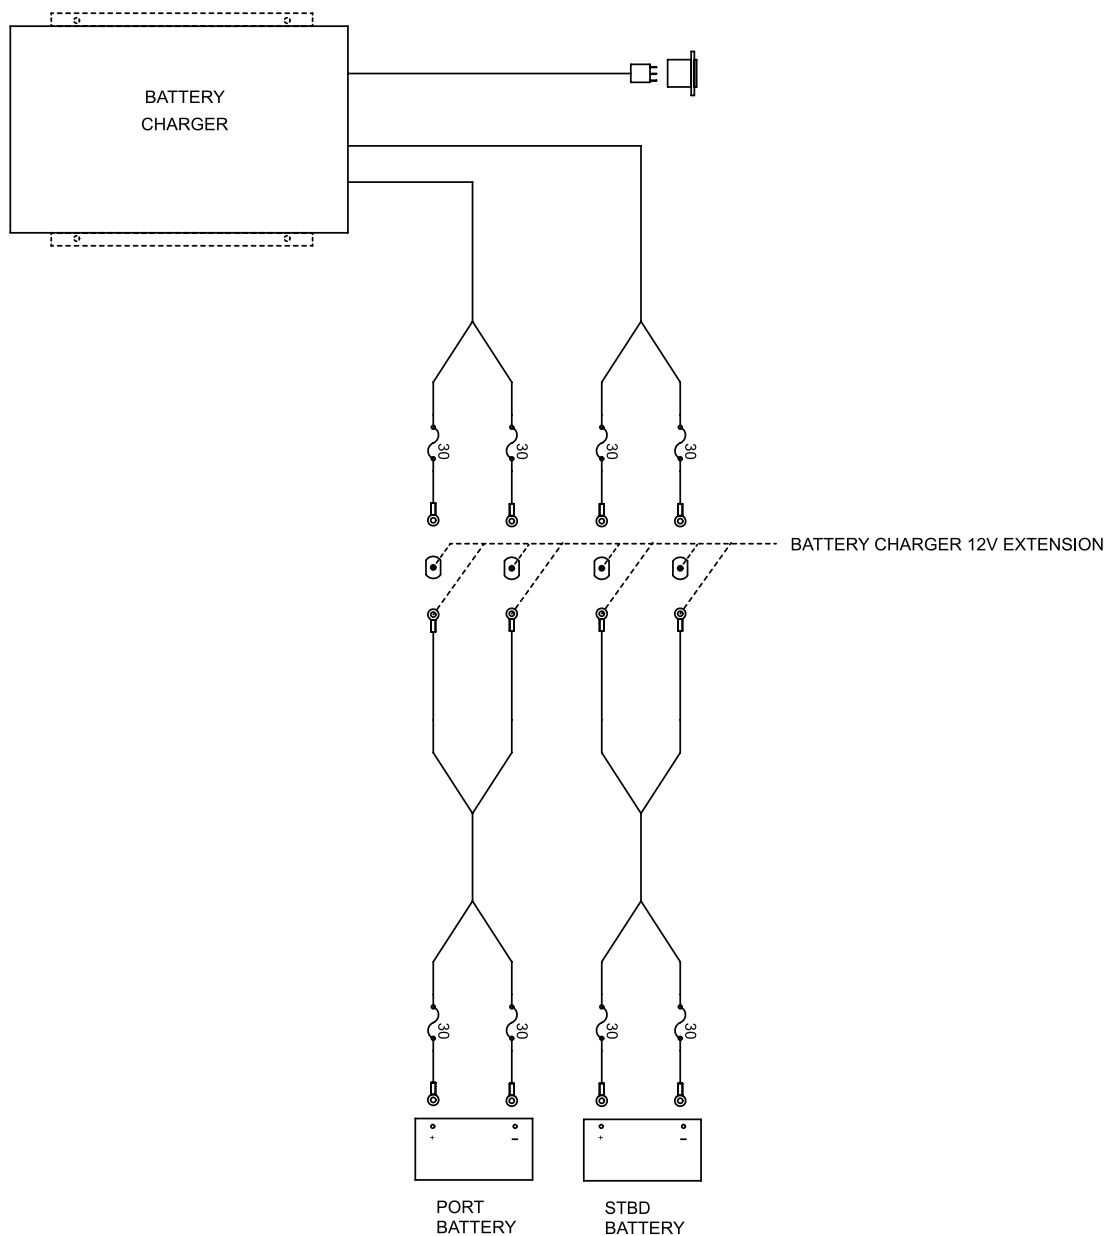 BATTERY
CHARGER
30
30
30
30
BATTERY CHARGER 12V EXTENSION
30
30
30
30
+ − + −
PORT
BATTERY
STBD
BATTERY